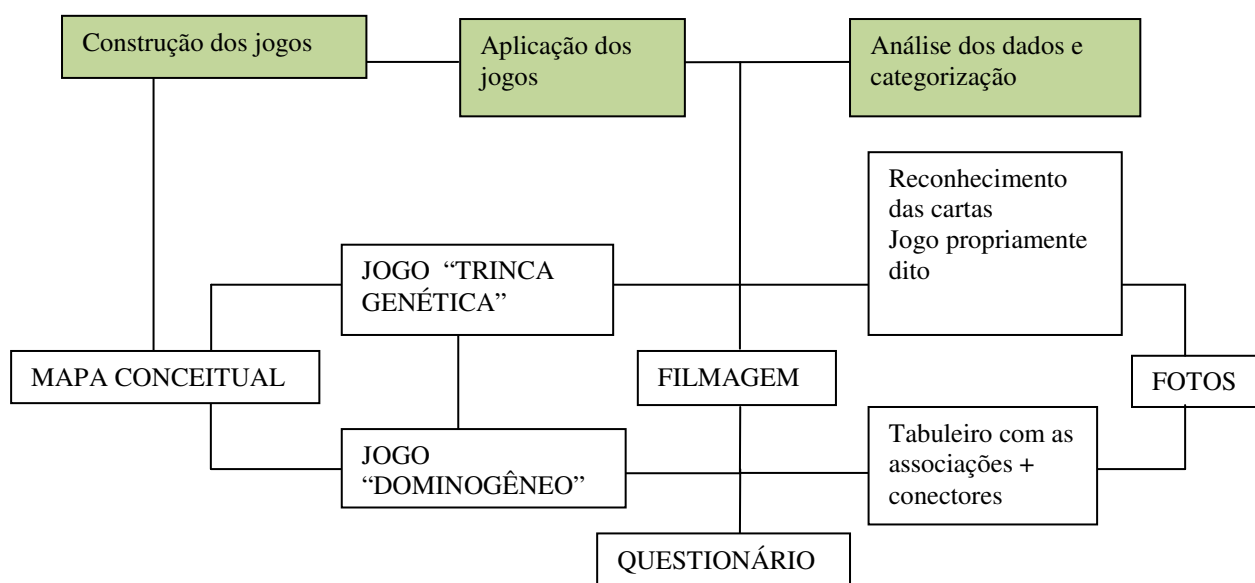 Construção dos jogos
Aplicação dos
jogos
Análise dos dados e
categorização
Reconhecimento
das cartas
Jogo propriamente
dito
JOGO “TRINCA
GENÉTICA”
MAPA CONCEITUAL
FILMAGEM
FOTOS
JOGO
“DOMINOGÊNEO”
Tabuleiro com as
associações +
conectores
QUESTIONÁRIO